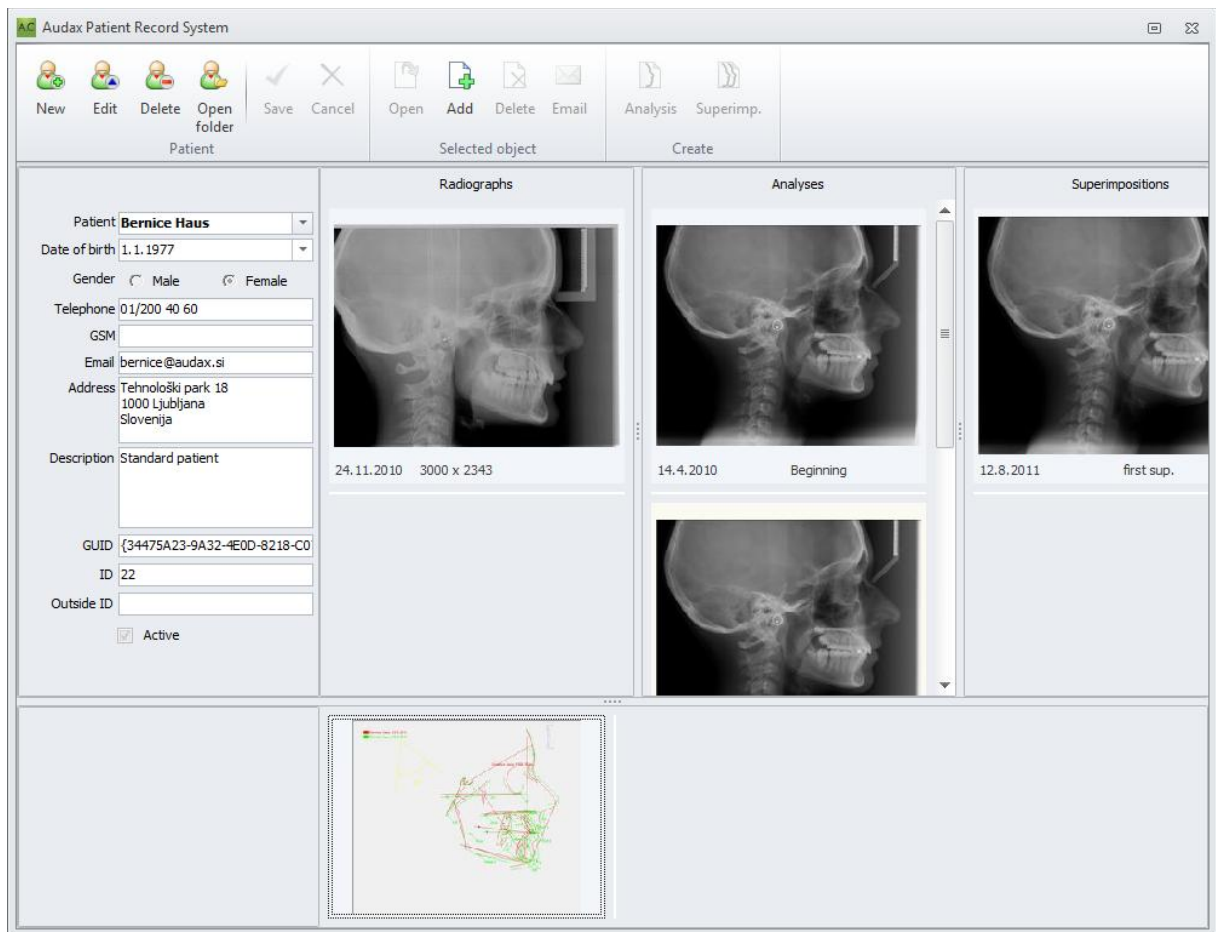 AC Audax Patient Record System
New Edit Delete Open folder Save Cancel
Open Add Delete Email
Analysis Superimp.
Patient
Selected object
Create
Patient Bernice Haus
Date of birth 1.1.1977
Gender Male Female
Telephone 01/200 40 60
GSM
Email bernice@audax.si
Address Tehnološki park 18
1000 Ljubljana
Slovenija
Description Standard patient
GUID {34475A23-9A32-4E0D-8218-C0
ID 22
Outside ID
Active
Radiographs
24.11.2010 3000 x 2343
Analyses
14.4.2010 Beginning
Superimpositions
12.8.2011 first sup.